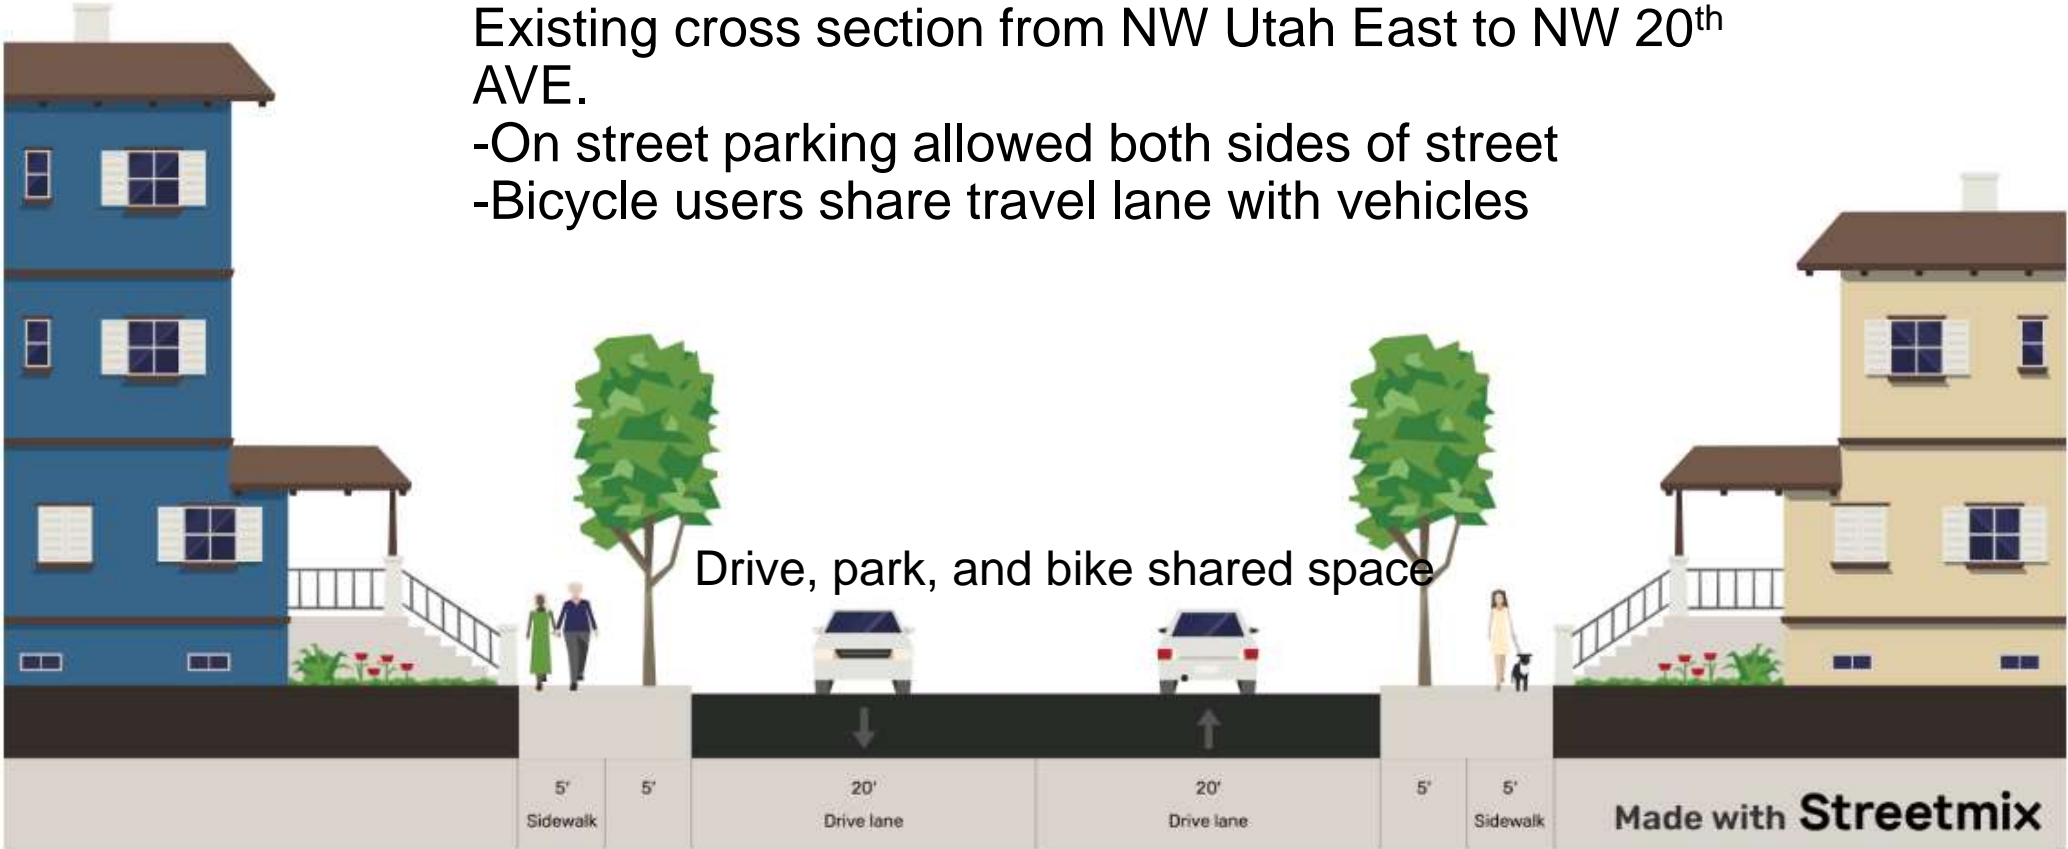 Existing cross section from NW Utah East to NW 20th
AVE.
-On street parking allowed both sides of street
-Bicycle users share travel lane with vehicles
Drive, park, and bike shared space
5' 5' 20' 20' 5' 5'
Sidewalk Drive lane Drive lane Sidewalk
Made with Streetmix